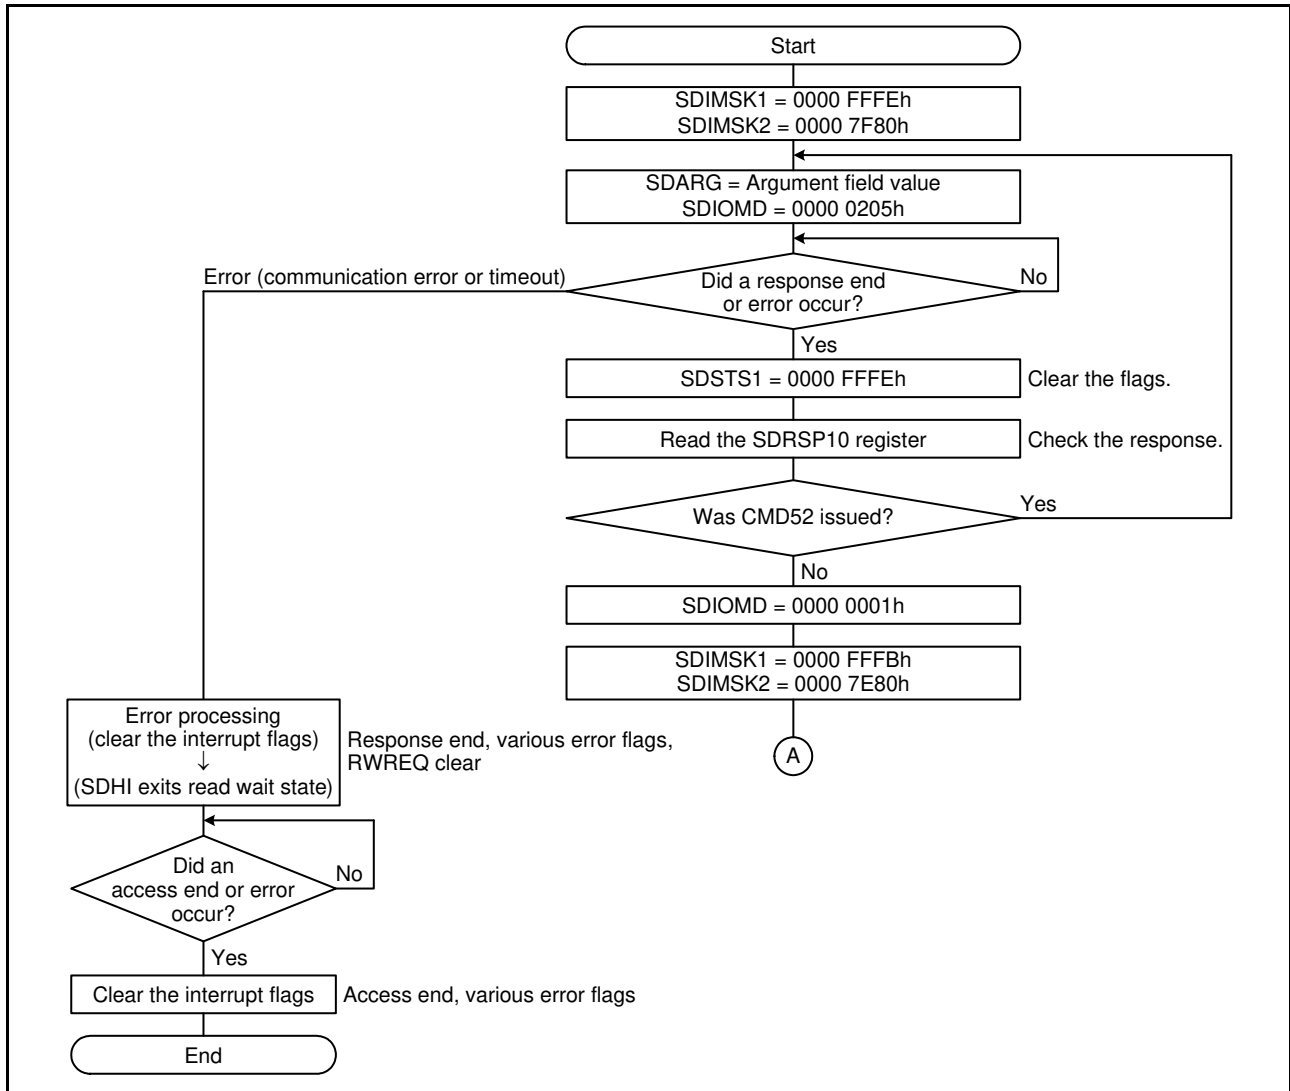 Start
SDIMSK1 = 0000 FFFEh
SDIMSK2 = 0000 7F80h
SDARG = Argument field value
SDIOMD = 0000 0205h
Error (communication error or timeout)
Did a response end
or error occur?
No
Yes
SDSTS1 = 0000 FFFEh
Clear the flags.
Read the SDRSP10 register
Check the response.
Was CMD52 issued?
Yes
No
SDIOMD = 0000 0001h
SDIMSK1 = 0000 FFFBh
SDIMSK2 = 0000 7E80h
A
Error processing
(clear the interrupt flags)
↓
(SDHI exits read wait state)
Response end, various error flags,
RWREQ clear
Did an
access end or error
occur?
No
Yes
Clear the interrupt flags
Access end, various error flags
End